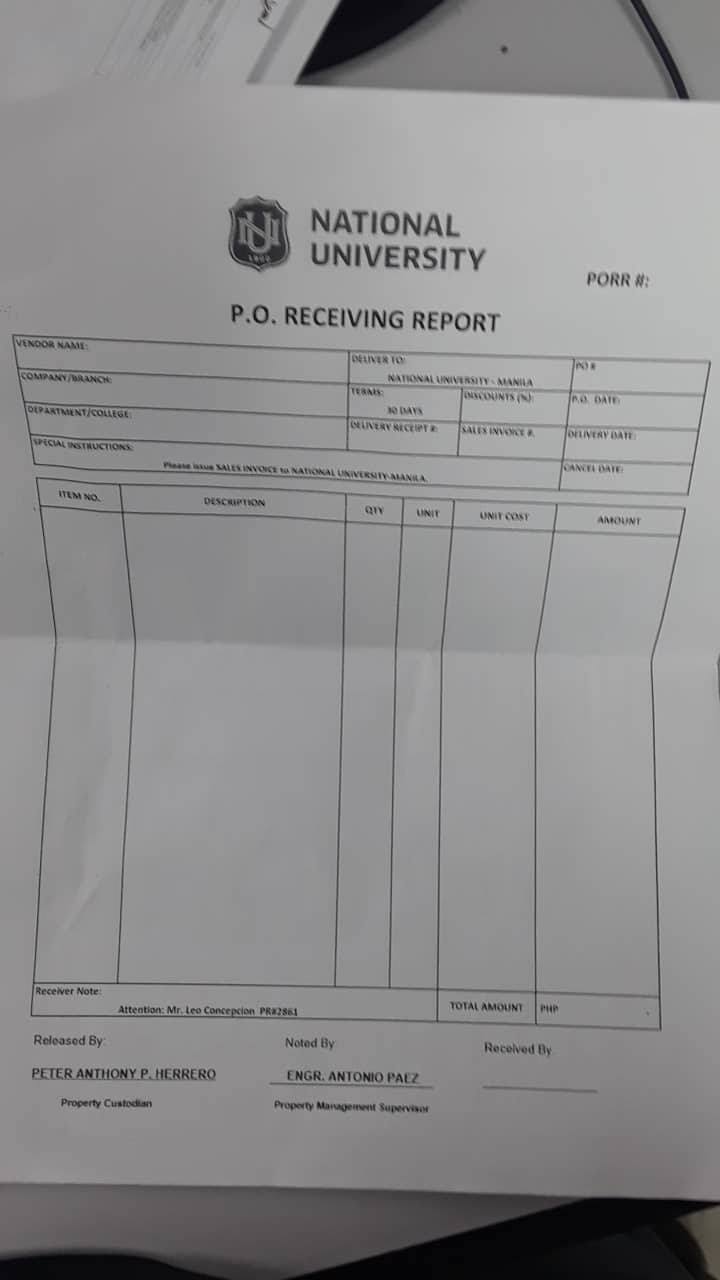 NATIONAL
UNIVERSITY
PORR #:
P.O. RECEIVING REPORT
VENDOR NAME:
DELIVER TO:
NATIONAL UNIVERSITY - MANILA
PO #
COMPANY/BRANCH:
TERMS:
30 DAYS
DISCOUNTS (%):
P.O. DATE:
DEPARTMENT/COLLEGE:
DELIVERY RECEIPT #:
SALES INVOICE #:
DELIVERY DATE:
SPECIAL INSTRUCTIONS:
Please issue SALES INVOICE to NATIONAL UNIVERSITY-MANILA.
CANCEL DATE:
ITEM NO. DESCRIPTION QTY UNIT UNIT COST AMOUNT
Receiver Note:
Attention: Mr. Leo Concepcion PR#2861
TOTAL AMOUNT PHP
Released By: Noted By Received By
PETER ANTHONY P. HERRERO ENGR. ANTONIO PAEZ
Property Custodian Property Management Supervisor